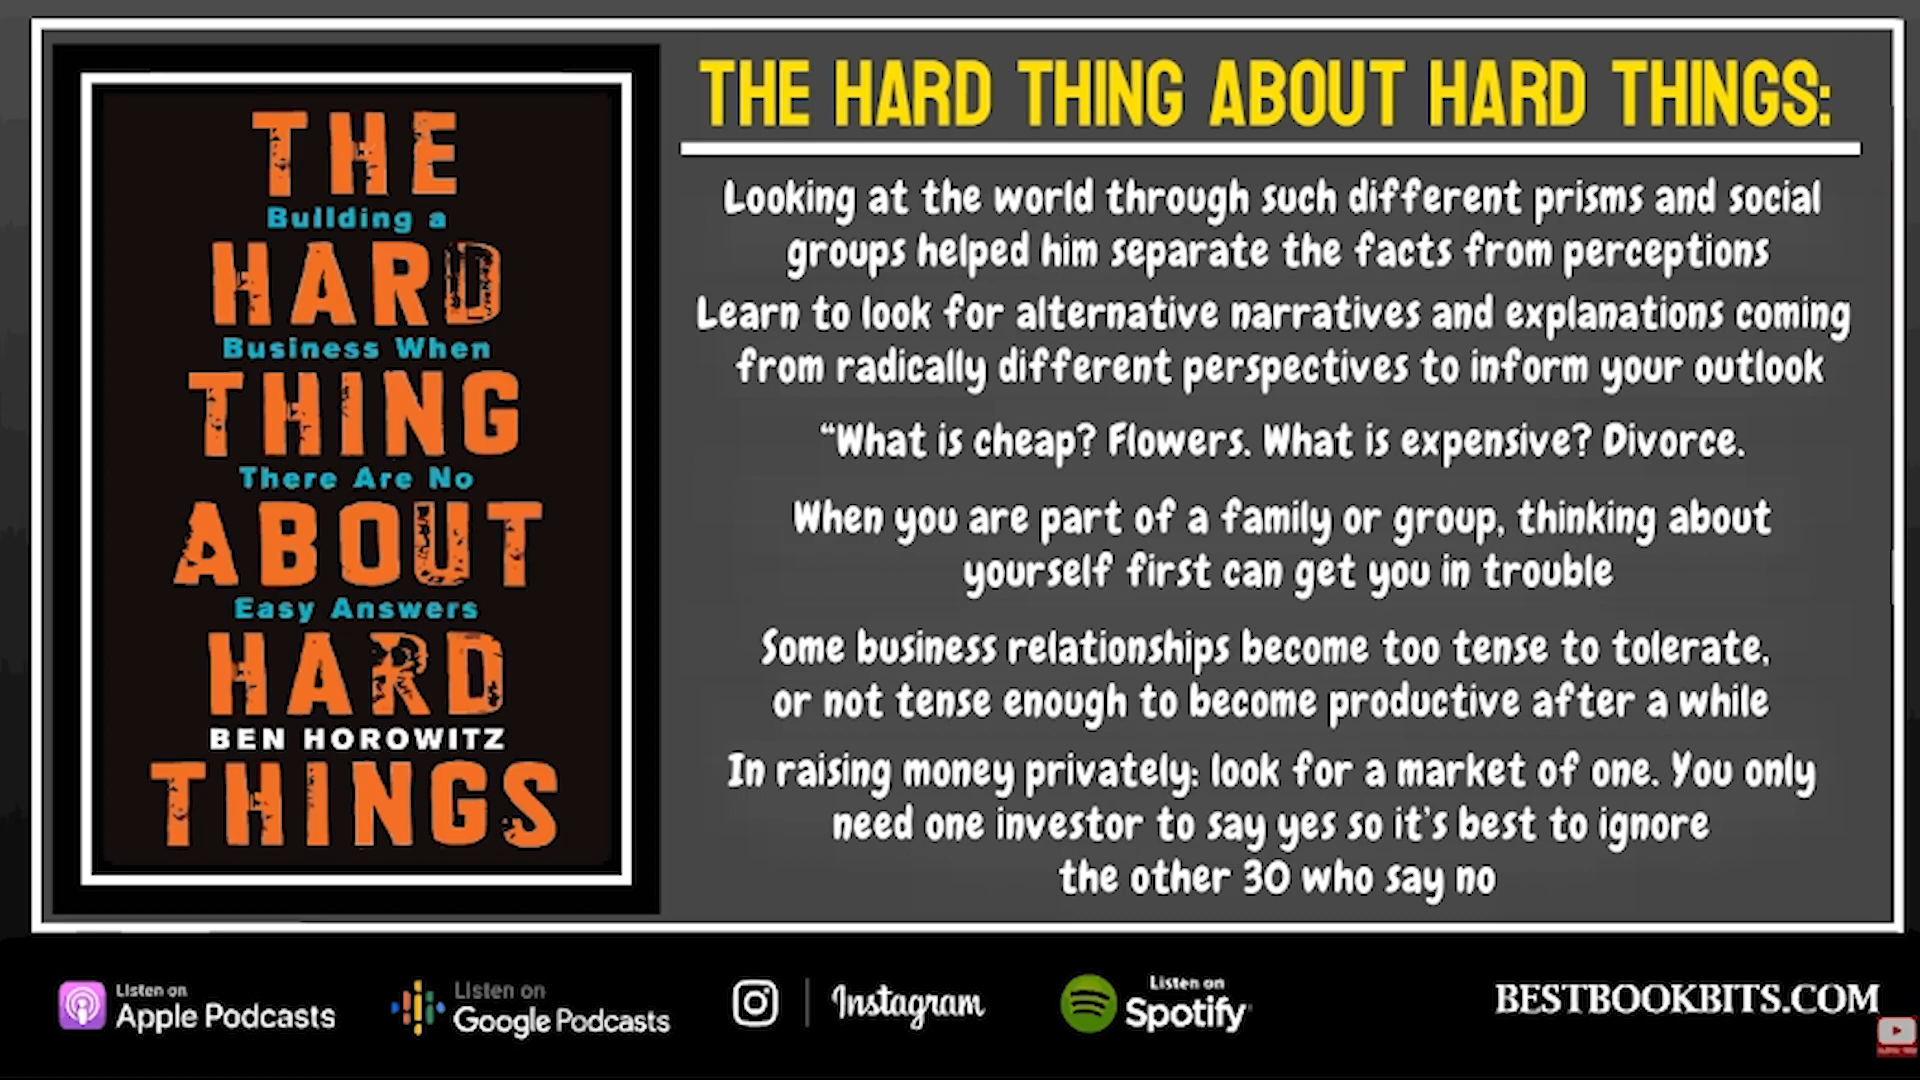 THE
Building a
HARD
Business When
THING
There Are No
ABOUT
Easy Answers
HARD
BEN HOROWITZ
THINGS
THE HARD THING ABOUT HARD THINGS:
Looking at the world through such different prisms and social
groups helped him separate the facts from perceptions
Learn to look for alternative narratives and explanations coming
from radically different perspectives to inform your outlook
“What is cheap? Flowers. What is expensive? Divorce.
When you are part of a family or group, thinking about
yourself first can get you in trouble
Some business relationships become too tense to tolerate,
or not tense enough to become productive after a while
In raising money privately: look for a market of one. You only
need one investor to say yes so it's best to ignore
the other 30 who say no
Listen on
Apple Podcasts
Listen on
Google Podcasts
Instagram
Listen on
Spotify
BESTBOOKBITS.COM